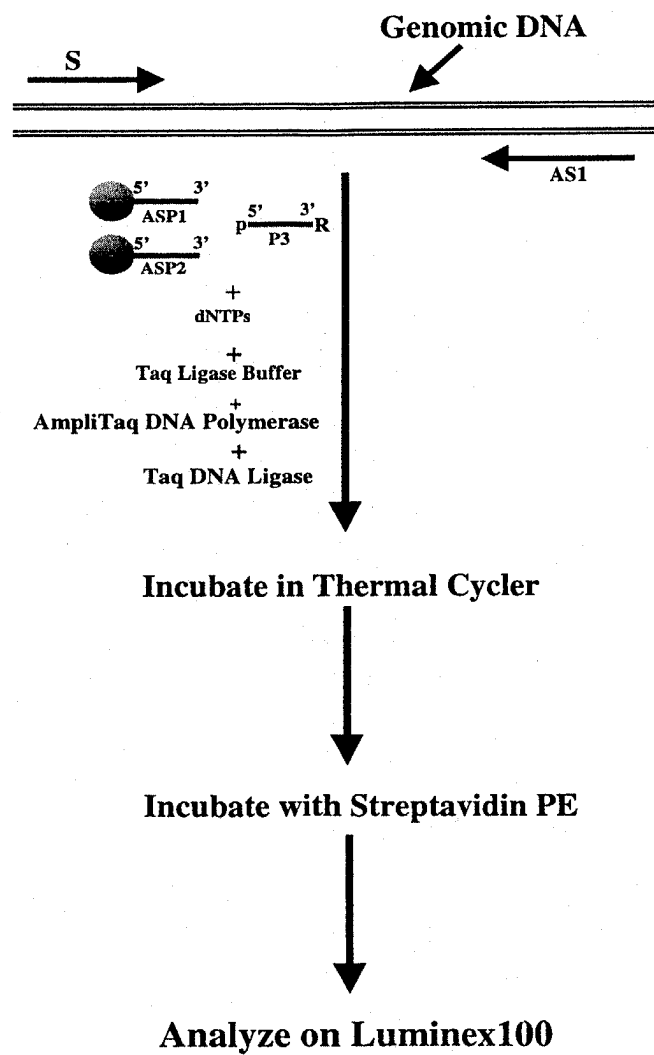 Genomic DNA
S
AS1
5' 3'
ASP1
5' 3'
p R
P3
5' 3'
ASP2
+
dNTPs
+
Taq Ligase Buffer
+
AmpliTaq DNA Polymerase
+
Taq DNA Ligase
Incubate in Thermal Cycler
Incubate with Streptavidin PE
Analyze on Luminex100